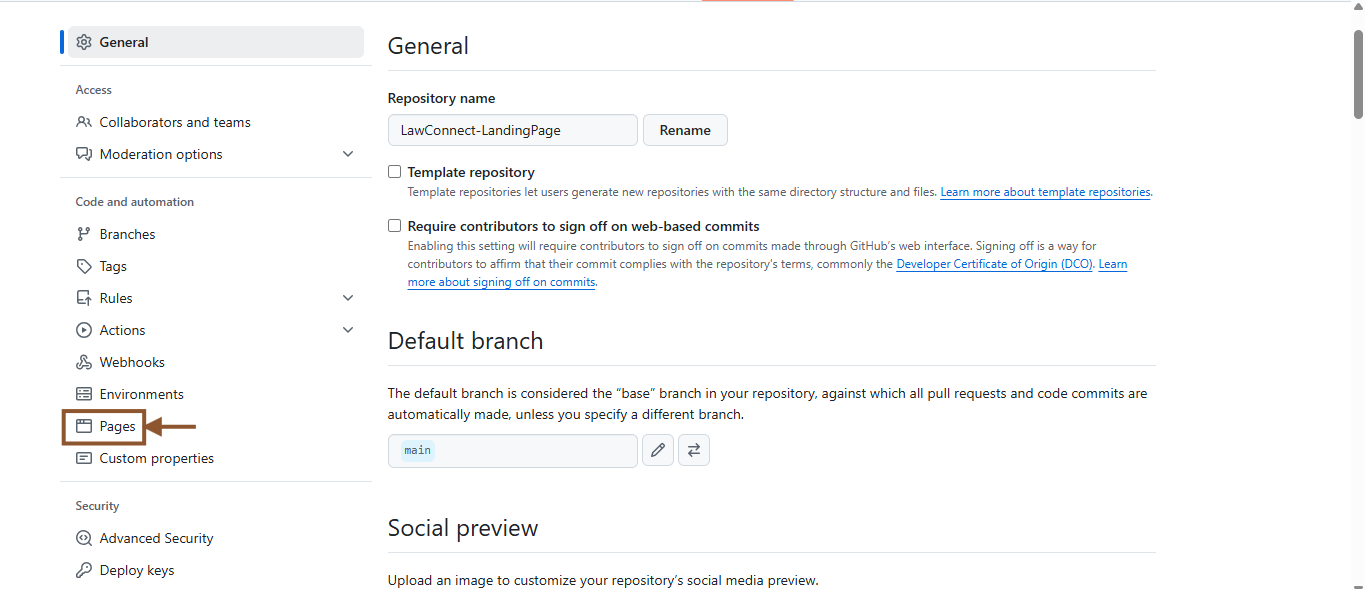 General
Access
Collaborators and teams
Moderation options
Code and automation
Branches
Tags
Rules
Actions
Webhooks
Environments
Pages
Custom properties
Security
Advanced Security
Deploy keys
General
Repository name
LawConnect-LandingPage
Rename
Template repository
Template repositories let users generate new repositories with the same directory structure and files. Learn more about template repositories.
Require contributors to sign off on web-based commits
Enabling this setting will require contributors to sign off on commits made through GitHub’s web interface. Signing off is a way for
contributors to affirm that their commit complies with the repository's terms, commonly the Developer Certificate of Origin (DCO). Learn
more about signing off on commits.
Default branch
The default branch is considered the “base” branch in your repository, against which all pull requests and code commits are
automatically made, unless you specify a different branch.
main
Social preview
Upload an image to customize your repository’s social media preview.